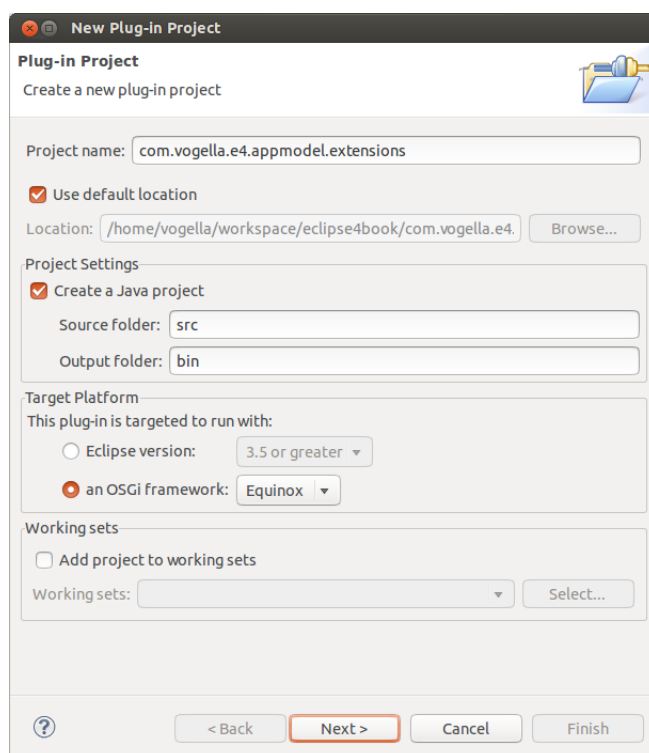 New Plug-in Project
Plug-in Project
Create a new plug-in project
Project name: com.vogella.e4.appmodel.extensions
Use default location
Location: /home/vogella/workspace/eclipse4book/com.vogella.e4. Browse...
Project Settings
Create a Java project
Source folder: src
Output folder: bin
Target Platform
This plug-in is targeted to run with:
Eclipse version: 3.5 or greater
an OSGi framework: Equinox
Working sets
Add project to working sets
Working sets: Select...
? < Back Next > Cancel Finish